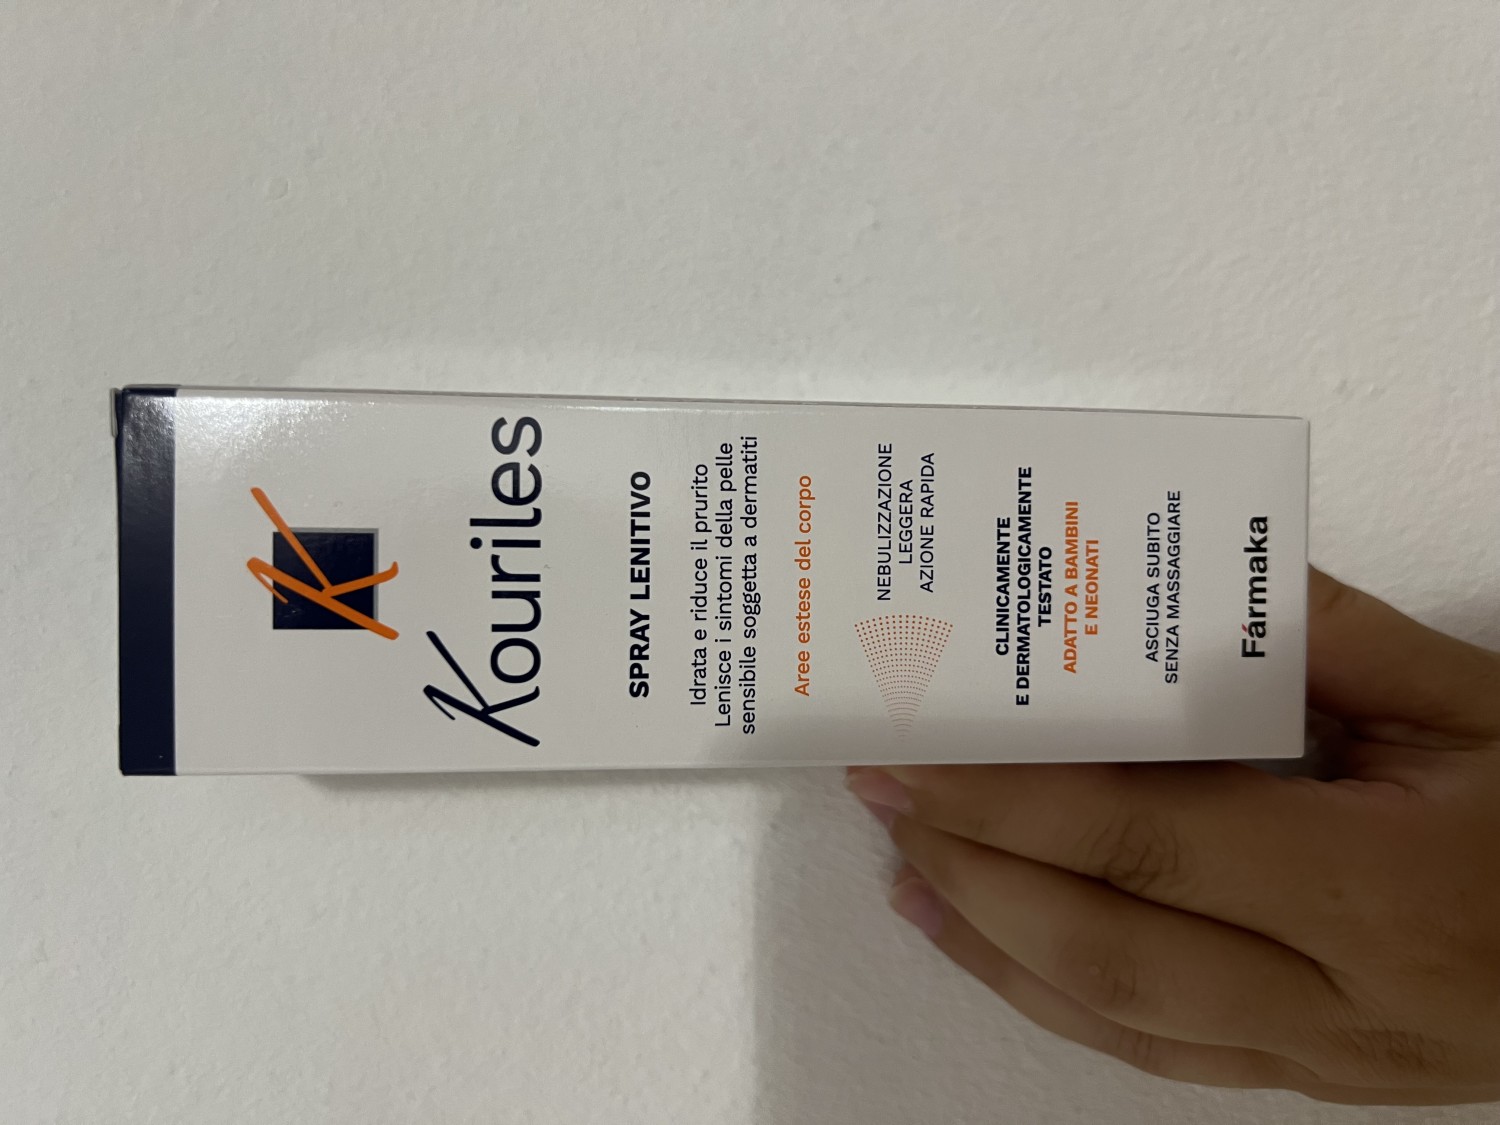 K
Kouriles
SPRAY LENITIVO
Idrata e riduce il prurito
Lenisce i sintomi della pelle
sensibile soggetta a dermatiti
Aree estese del corpo
NEBULIZZAZIONE
LEGGERA
AZIONE RAPIDA
CLINICAMENTE
E DERMATOLOGICAMENTE
TESTATO
ADATTO A BAMBINI
E NEONATI
ASCIUGA SUBITO
SENZA MASSAGGIARE
Fármaka